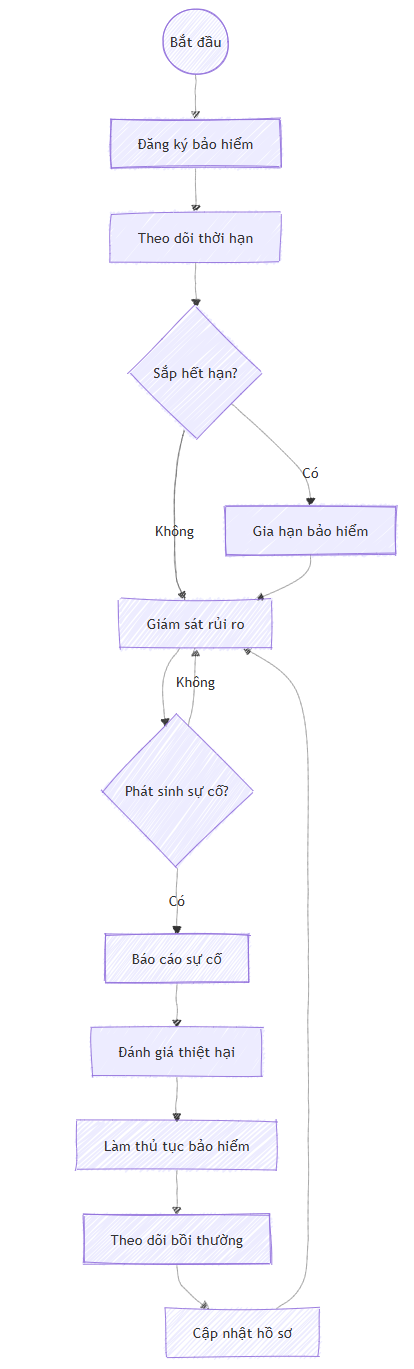 Bắt đầu
Đăng ký bảo hiểm
Theo dõi thời hạn
Sắp hết hạn?
Có
Không
Gia hạn bảo hiểm
Giám sát rủi ro
Không
Phát sinh sự cố?
Có
Báo cáo sự cố
Đánh giá thiệt hại
Làm thủ tục bảo hiểm
Theo dõi bồi thường
Cập nhật hồ sơ